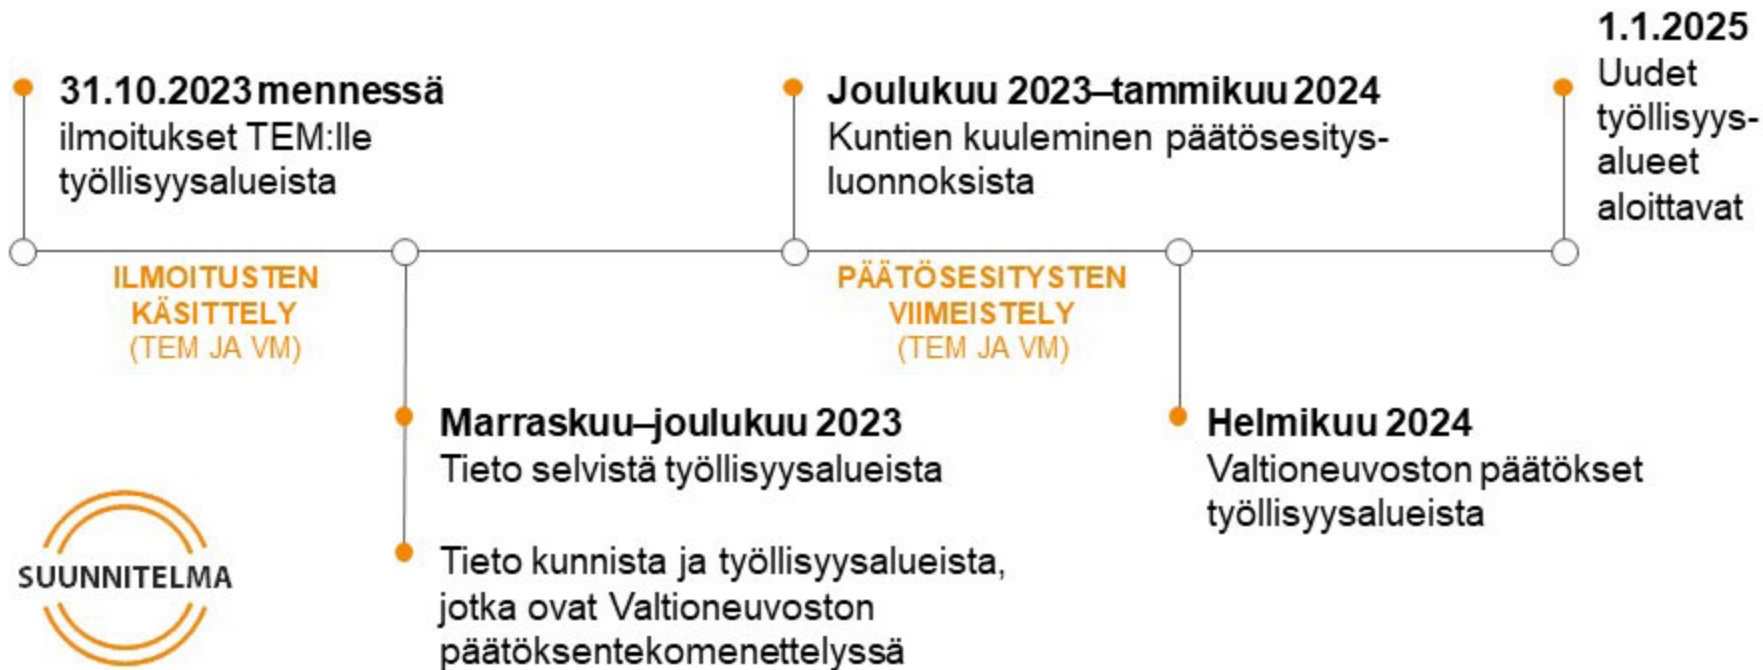 31.10.2023 mennessä
ilmoitukset TEM:lle
työllisyysalueista
Joulukuu 2023–tammikuu 2024
Kuntien kuuleminen päätösesitys-
luonnoksista
1.1.2025
Uudet
työllisyys-
alueet
aloittavat
ILMOITUSTEN
KÄSITTELY
(TEM JA VM)
PÄÄTÖSESITYSTEN
VIIMEISTELY
(TEM JA VM)
Marraskuu–joulukuu 2023
Tieto selvistä työllisyysalueista
Tieto kunnista ja työllisyysalueista,
jotka ovat Valtioneuvoston
päätöksentekomenettelyssä
Helmikuu 2024
Valtioneuvoston päätökset
työllisyysalueista
SUUNNITELMA